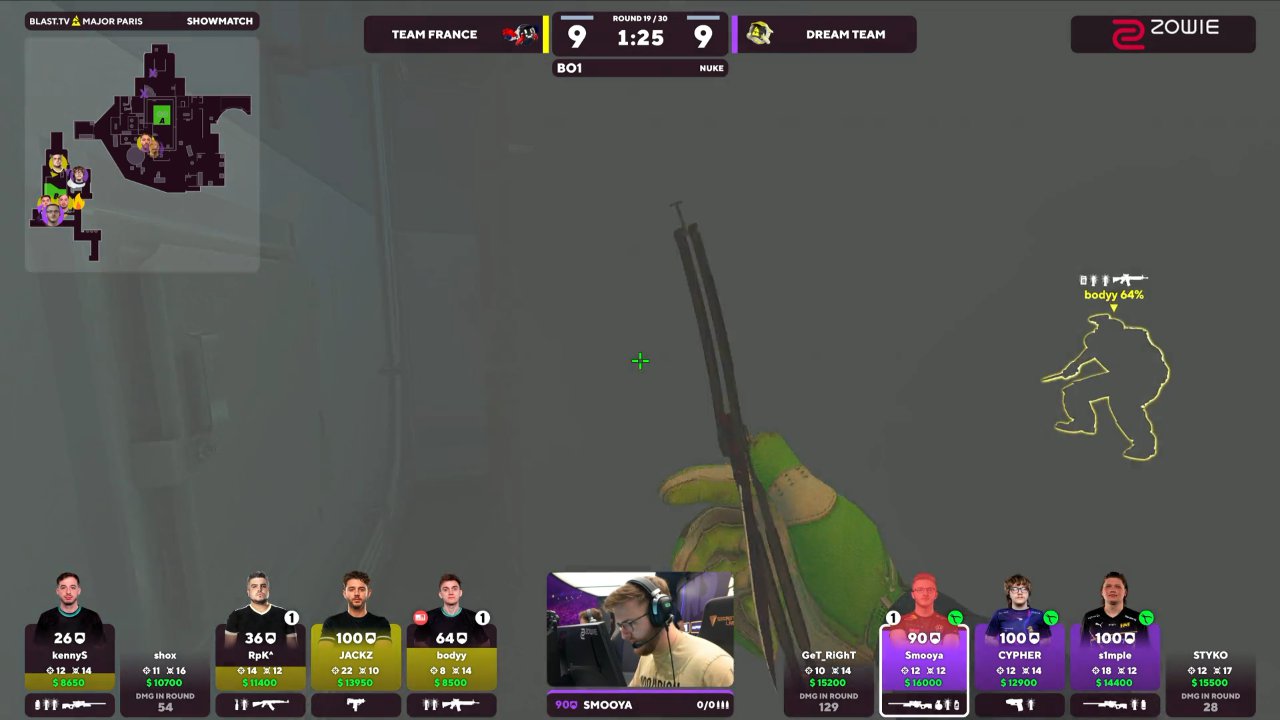 BLAST.TV MAJOR PARIS SHOWMATCH
TEAM FRANCE
9
ROUND 19 / 30
1:25
9
DREAM TEAM
ZOWIE
BO1 NUKE
bodyy 64%
26
kennyS
12 14
$ 8650
shox
11 16
$ 10700
DMG IN ROUND
54
1
36
RpK^
14 12
$ 11400
100
JACKZ
22 10
$ 13950
1
64
bodyy
8 14
$ 8500
90 SMOOYA 0/0
GeT_RiGhT
10 14
$ 15200
DMG IN ROUND
129
1
90
Smooya
12 12
$ 16000
100
CYPHER
12 14
$ 12900
100
s1mple
18 12
$ 14400
STYKO
12 17
$ 15500
DMG IN ROUND
28